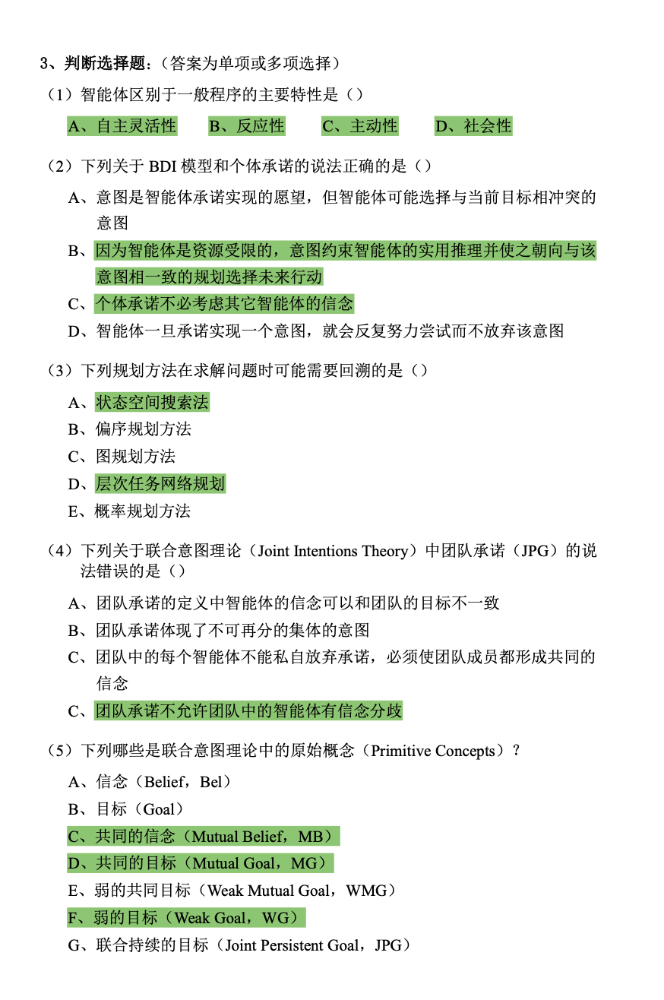 3、判断选择题：（答案为单项或多项选择）
（1）智能体区别于一般程序的主要特性是（）
A、自主灵活性 B、反应性 C、主动性 D、社会性
（2）下列关于 BDI 模型和个体承诺的说法正确的是（）
A、意图是智能体承诺实现的愿望，但智能体可能选择与当前目标相冲突的
意图
B、因为智能体是资源受限的，意图约束智能体的实用推理并使之朝向与该
意图相一致的规划选择未来行动
C、个体承诺不必考虑其它智能体的信念
D、智能体一旦承诺实现一个意图，就会反复努力尝试而不放弃该意图
（3）下列规划方法在求解问题时可能需要回溯的是（）
A、状态空间搜索法
B、偏序规划方法
C、图规划方法
D、层次任务网络规划
E、概率规划方法
（4）下列关于联合意图理论（Joint Intentions Theory）中团队承诺（JPG）的说
法错误的是（）
A、团队承诺的定义中智能体的信念可以和团队的目标不一致
B、团队承诺体现了不可再分的集体的意图
C、团队中的每个智能体不能私自放弃承诺，必须使团队成员都形成共同的
信念
C、团队承诺不允许团队中的智能体有信念分歧
（5）下列哪些是联合意图理论中的原始概念（Primitive Concepts）？
A、信念（Belief，Bel）
B、目标（Goal）
C、共同的信念（Mutual Belief，MB）
D、共同的目标（Mutual Goal，MG）
E、弱的共同目标（Weak Mutual Goal，WMG）
F、弱的目标（Weak Goal，WG）
G、联合持续的目标（Joint Persistent Goal，JPG）